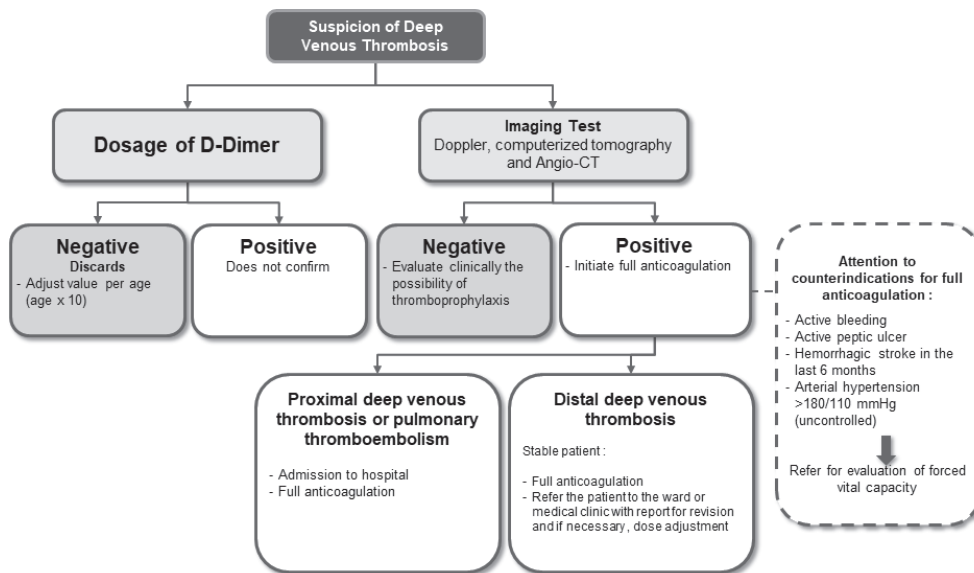 Suspicion of Deep
Venous Thrombosis
Dosage of D-Dimer
Imaging Test
Doppler, computerized tomography
and Angio-CT
Negative
Discards
- Adjust value per age
(age x 10)
Positive
Does not confirm
Negative
- Evaluate clinically the
possibility of
thromboprophylaxis
Positive
- Initiate full anticoagulation
Attention to
counterindications for full
anticoagulation :
- Active bleeding
- Active peptic ulcer
- Hemorrhagic stroke in the
last 6 months
- Arterial hypertension
>180/110 mmHg
(uncontrolled)
Refer for evaluation of forced
vital capacity
Proximal deep venous
thrombosis or pulmonary
thromboembolism
- Admission to hospital
- Full anticoagulation
Distal deep venous
thrombosis
Stable patient :
- Full anticoagulation
- Refer the patient to the ward or
medical clinic with report for revision
and if necessary , dose adjustment